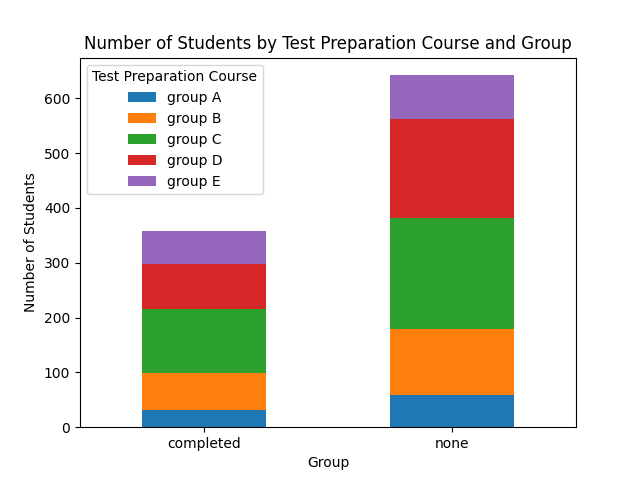 Number of Students by Test Preparation Course and Group
Test Preparation Course
group A
group B
group C
group D
group E
600
500
400
300
200
100
0
Number of Students
completed
none
Group